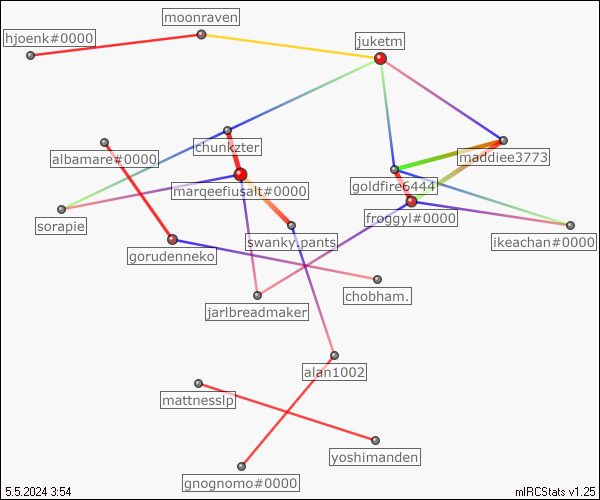 moonraven
hjoenk#0000
juketm
chunkzter
albamare#0000
maddiee3773
goldfire6444
marqeefiusalt#0000
froggyl#0000
sorapie
swanky.pants
ikeachan#0000
gorudenneko
chobham.
jarlbreadmaker
alan1002
mattnesslp
yoshimanden
gnognomo#0000
5.5.2024 3:54
mIRCStats v1.25